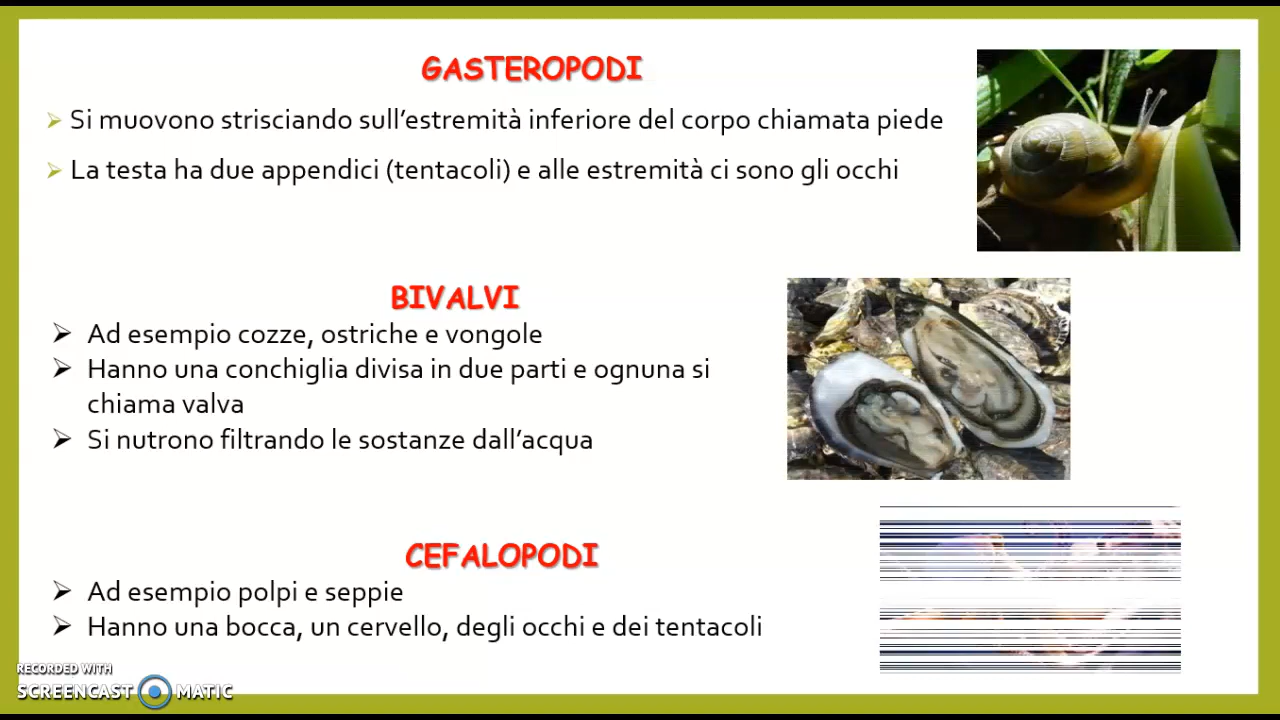 GASTEROPODI
Si muovono strisciando sull'estremità inferiore del corpo chiamata piede
La testa ha due appendici (tentacoli) e alle estremità ci sono gli occhi
BIVALVI
Ad esempio cozze, ostriche e vongole
Hanno una conchiglia divisa in due parti e ognuna si
chiama valva
Si nutrono filtrando le sostanze dall'acqua
CEFALOPODI
Ad esempio polpi e seppie
Hanno una bocca, un cervello, degli occhi e dei tentacoli
RECORDED WITH
SCREENCAST MATIC